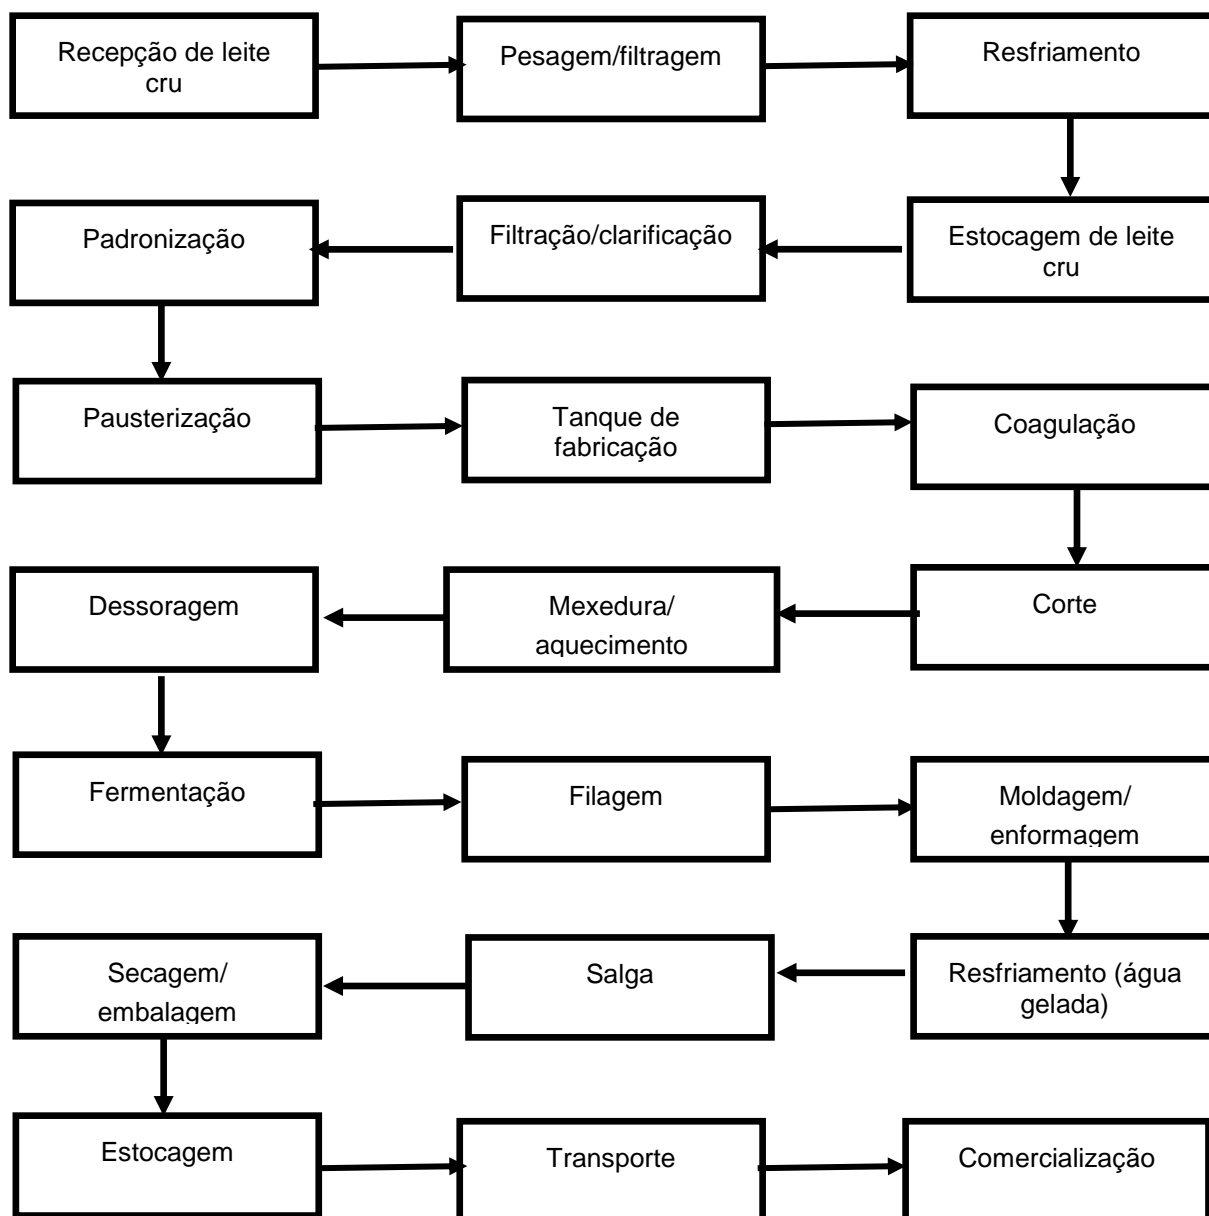 Recepção de leite
cru
Pesagem/filtragem
Resfriamento
Estocagem de leite
cru
Filtração/clarificação
Padronização
Pausterização
Tanque de
fabricação
Coagulação
Corte
Mexedura/
aquecimento
Dessoragem
Fermentação
Filagem
Moldagem/
enformagem
Resfriamento (água
gelada)
Salga
Secagem/
embalagem
Estocagem
Transporte
Comercialização